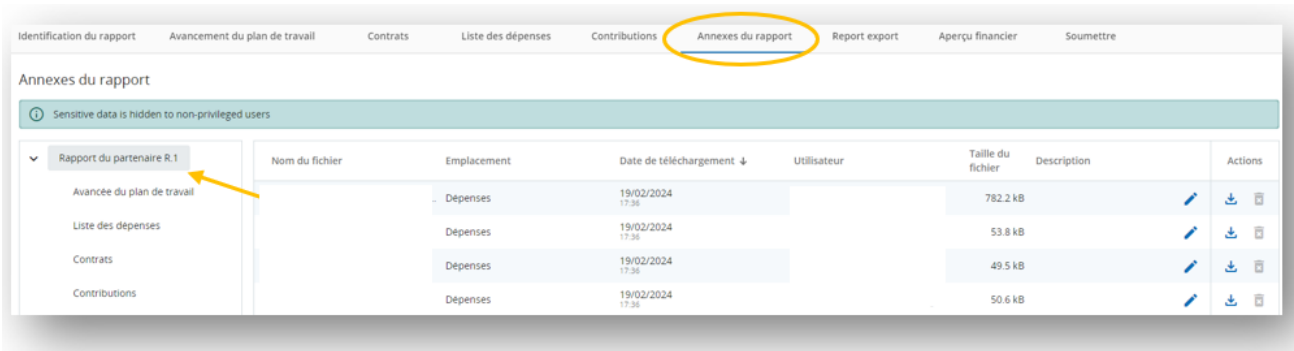 Identification du rapport Avancement du plan de travail Contrats Liste des dépenses Contributions Annexes du rapport Report export Aperçu financier Soumettre
Annexes du rapport
Sensitive data is hidden to non-privileged users
Rapport du partenaire R.1
Avancée du plan de travail
Liste des dépenses
Contrats
Contributions
Nom du fichier Emplacement Date de téléchargement Utilisateur Taille du fichier Description Actions
Dépenses 19/02/2024 17:36 782.2 kB
Dépenses 19/02/2024 17:36 53.8 kB
Dépenses 19/02/2024 17:36 49.5 kB
Dépenses 19/02/2024 17:36 50.6 kB